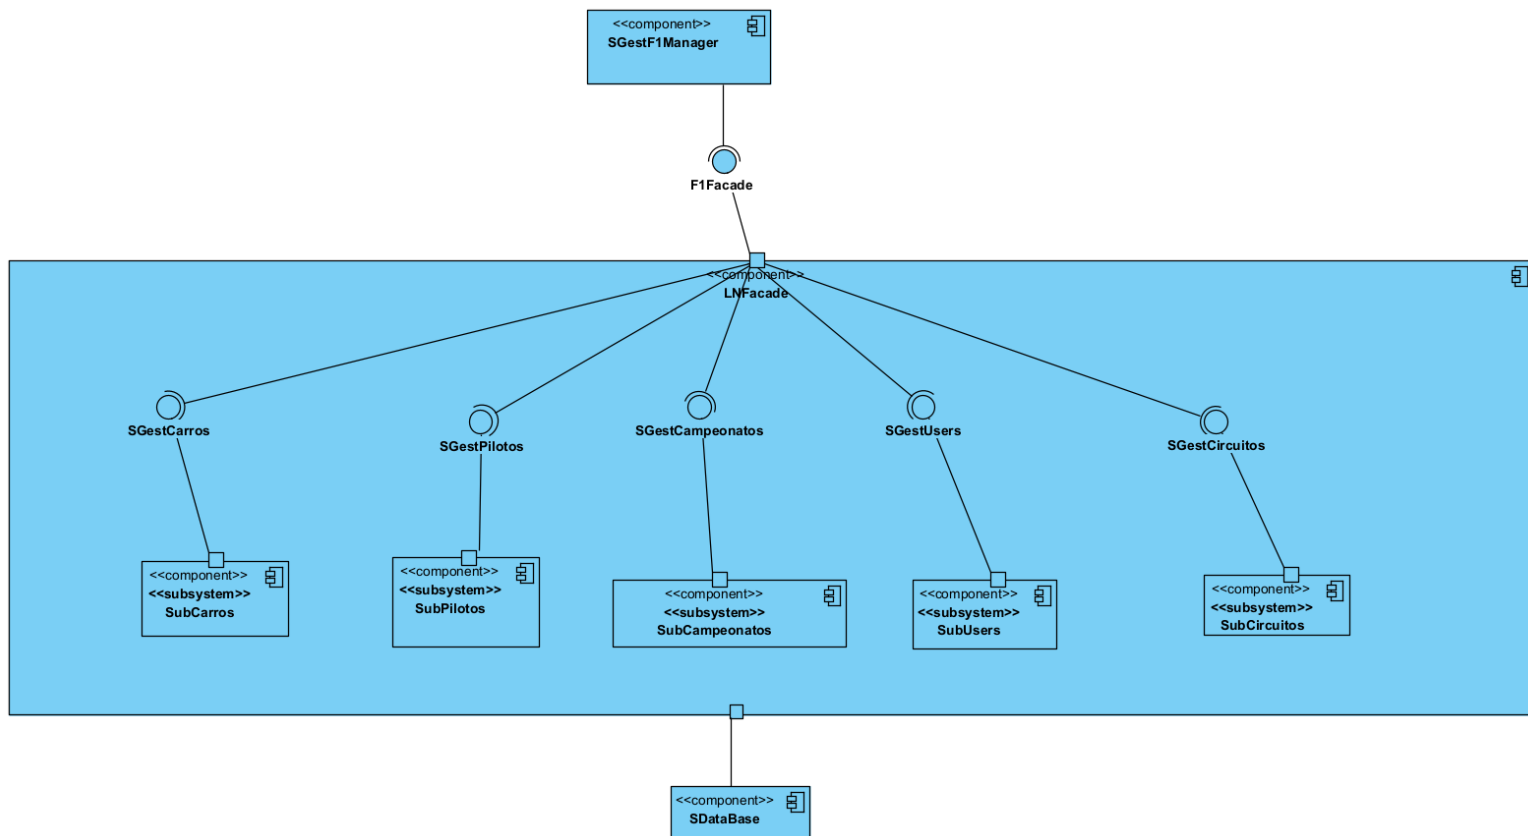 <<component>>
SGestF1Manager
F1Facade
<<component>>
LNFacade
SGestCarros
SGestPilotos
SGestCampeonatos
SGestUsers
SGestCircuitos
<<component>>
<<subsystem>>
SubCarros
<<component>>
<<subsystem>>
SubPilotos
<<component>>
<<subsystem>>
SubCampeonatos
<<component>>
<<subsystem>>
SubUsers
<<component>>
<<subsystem>>
SubCircuitos
<<component>>
SDataBase